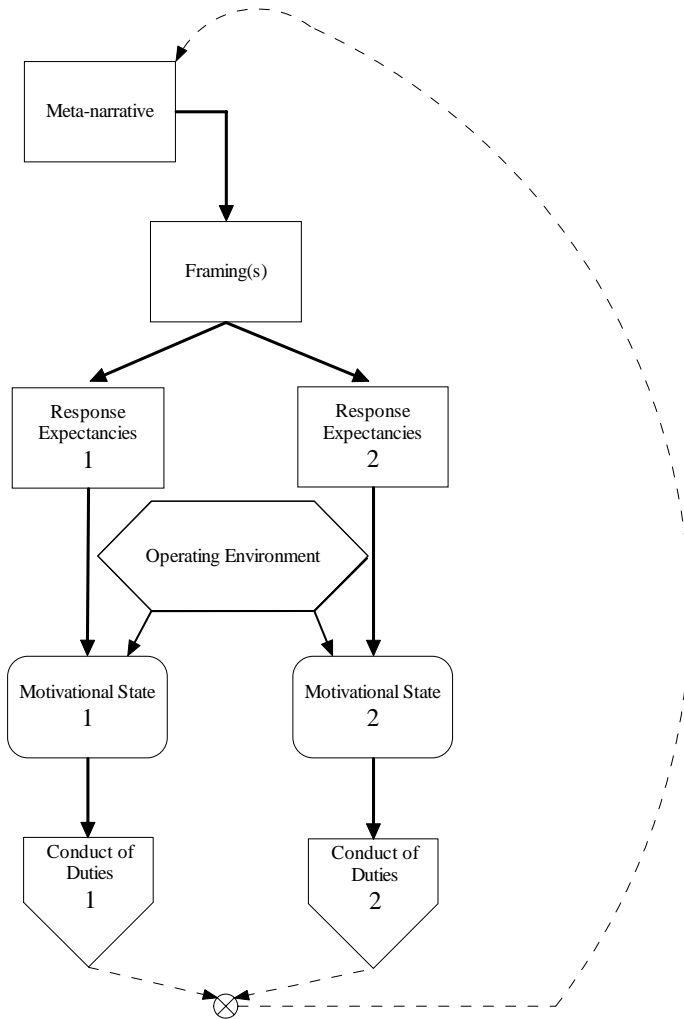 Meta-narrative
Framing(s)
Response
Expectancies
1
Response
Expectancies
2
Operating Environment
Motivational State
1
Motivational State
2
Conduct of
Duties
1
Conduct of
Duties
2